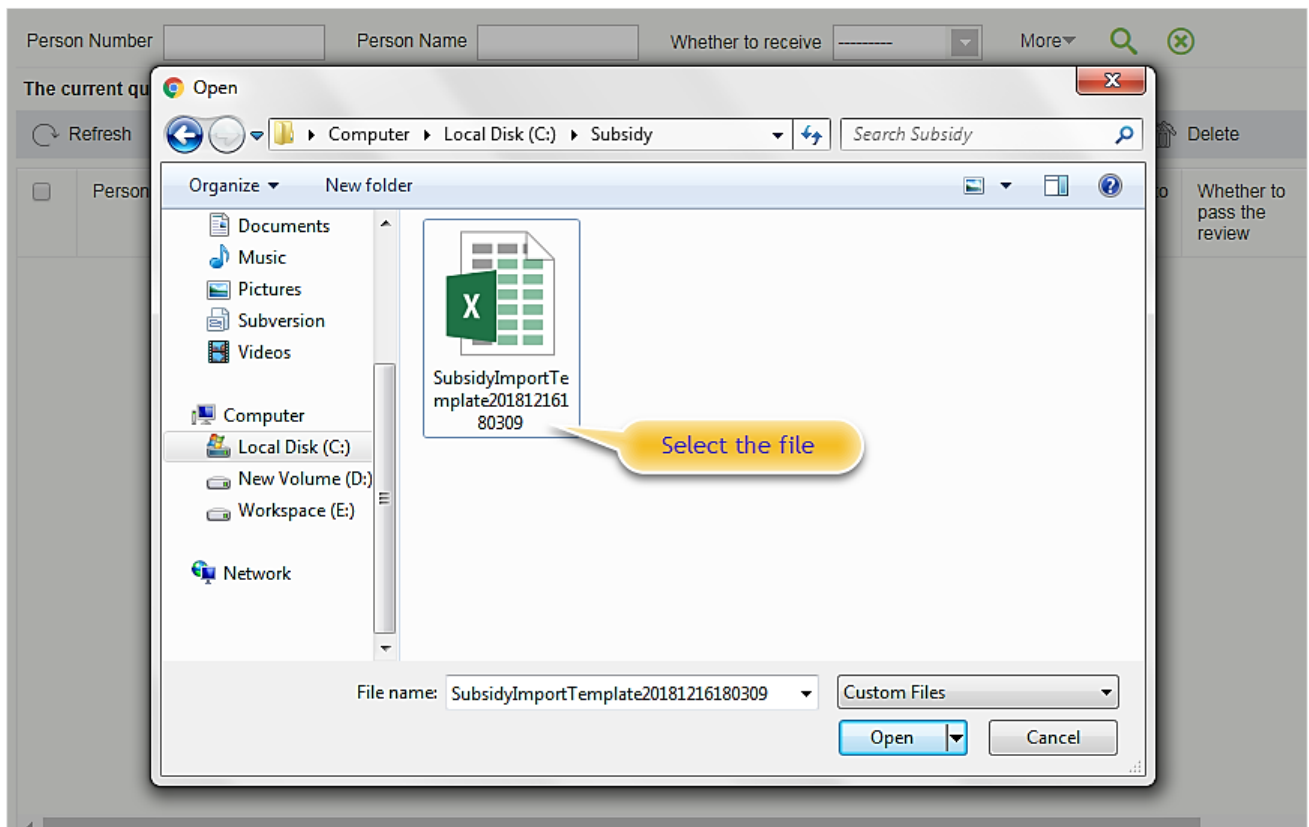 Person Number Person Name Whether to receive --------- More
The current qu
Open
Refresh
Computer Local Disk (C:) Subsidy
Search Subsidy
Delete
Organize New folder
Person
to
Whether to
pass the
review
Documents
Music
Pictures
Subversion
Videos
Computer
Local Disk (C:)
New Volume (D:)
Workspace (E:)
Network
X
SubsidyImportTe
mplate201812161
80309
Select the file
File name: SubsidyImportTemplate20181216180309 Custom Files
Open Cancel